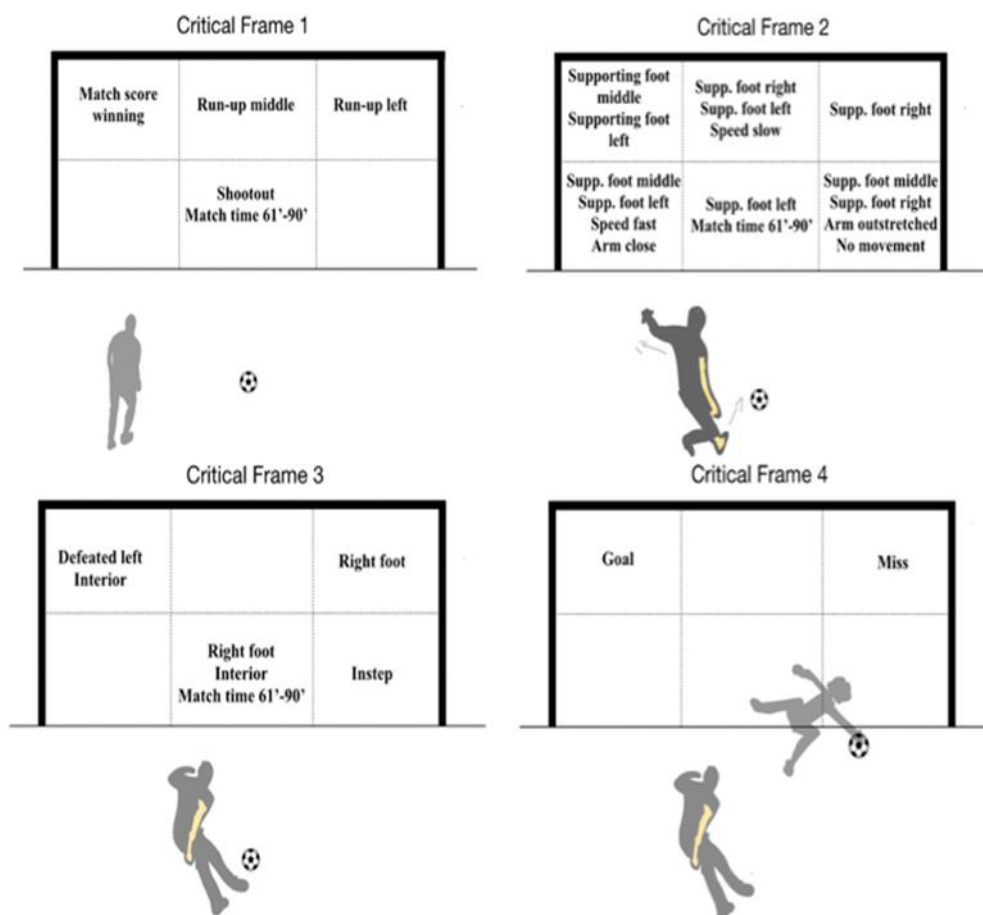 Critical Frame 1
Match score
winning
Run-up middle
Run-up left
Shootout
Match time 61'-90'
Critical Frame 2
Supporting foot
middle
Supporting foot
left
Supp. foot right
Supp. foot left
Speed slow
Supp. foot right
Supp. foot middle
Supp. foot left
Speed fast
Arm close
Supp. foot left
Match time 61'-90'
Supp. foot middle
Supp. foot right
Arm outstretched
No movement
Critical Frame 3
Defeated left
Interior
Right foot
Right foot
Interior
Match time 61'-90'
Instep
Critical Frame 4
Goal
Miss